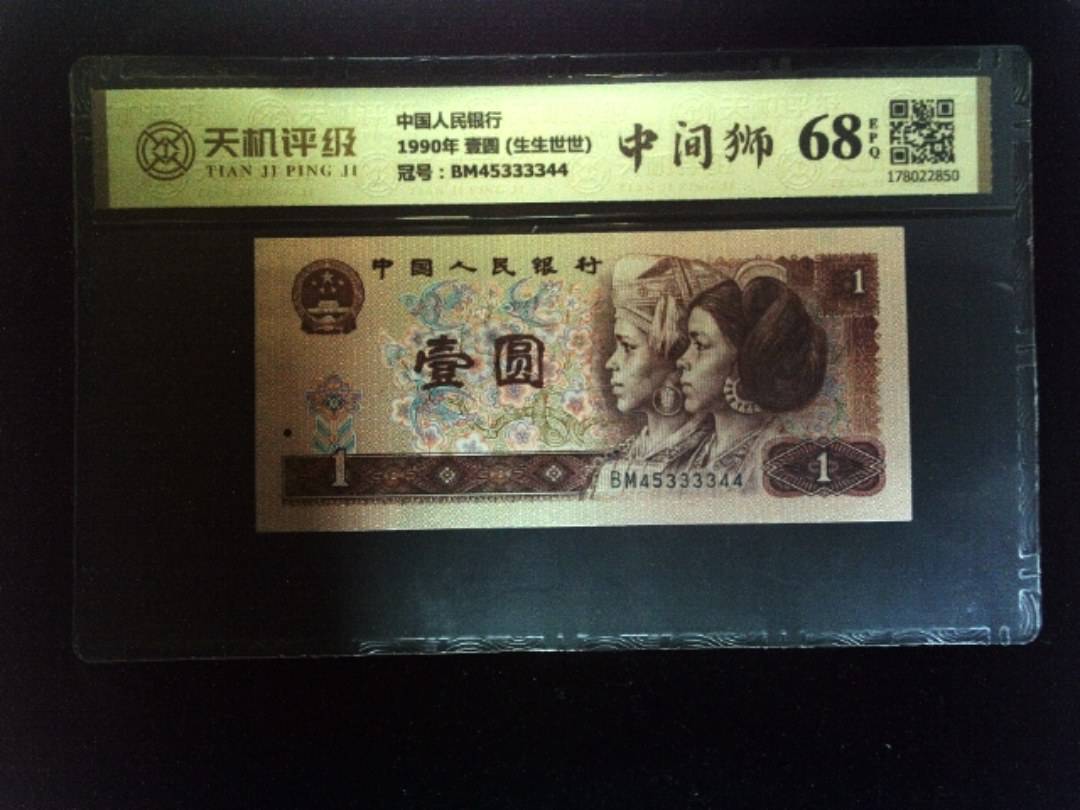 天机评级
TIAN JI PING JI
中国人民银行
1990年 壹圆 (生生世世)
冠号：BM45333344
中间狮
68
EPQ
178022850
中国人民银行
1
壹圆
1
BM45333344
1